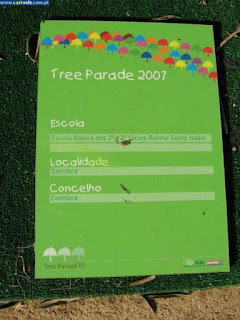 www.castvide.com.pt
Tree Parade 2007
Escola
Escola Básica dos 2º/3º Ciclos Rainha Santa Isabel
Localidade
Coimbra
Concelho
Coimbra
Tree Parade 07